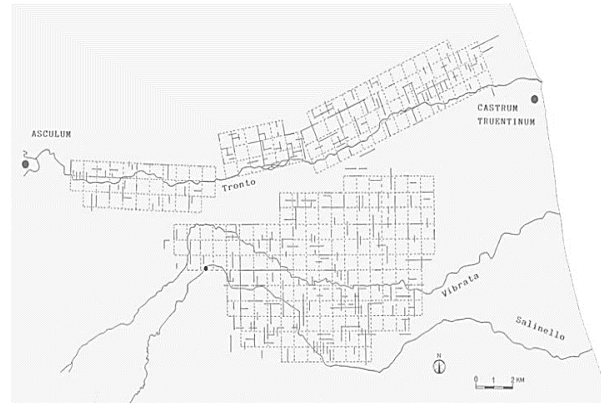 ASCULUM
CASTRUM
TRUENTINUM
Tronto
Vibrata
Salinello
N
0 1 2 KM